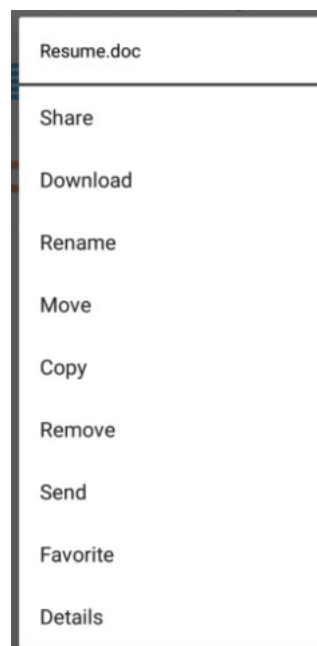 Resume.doc
Share
Download
Rename
Move
Copy
Remove
Send
Favorite
Details